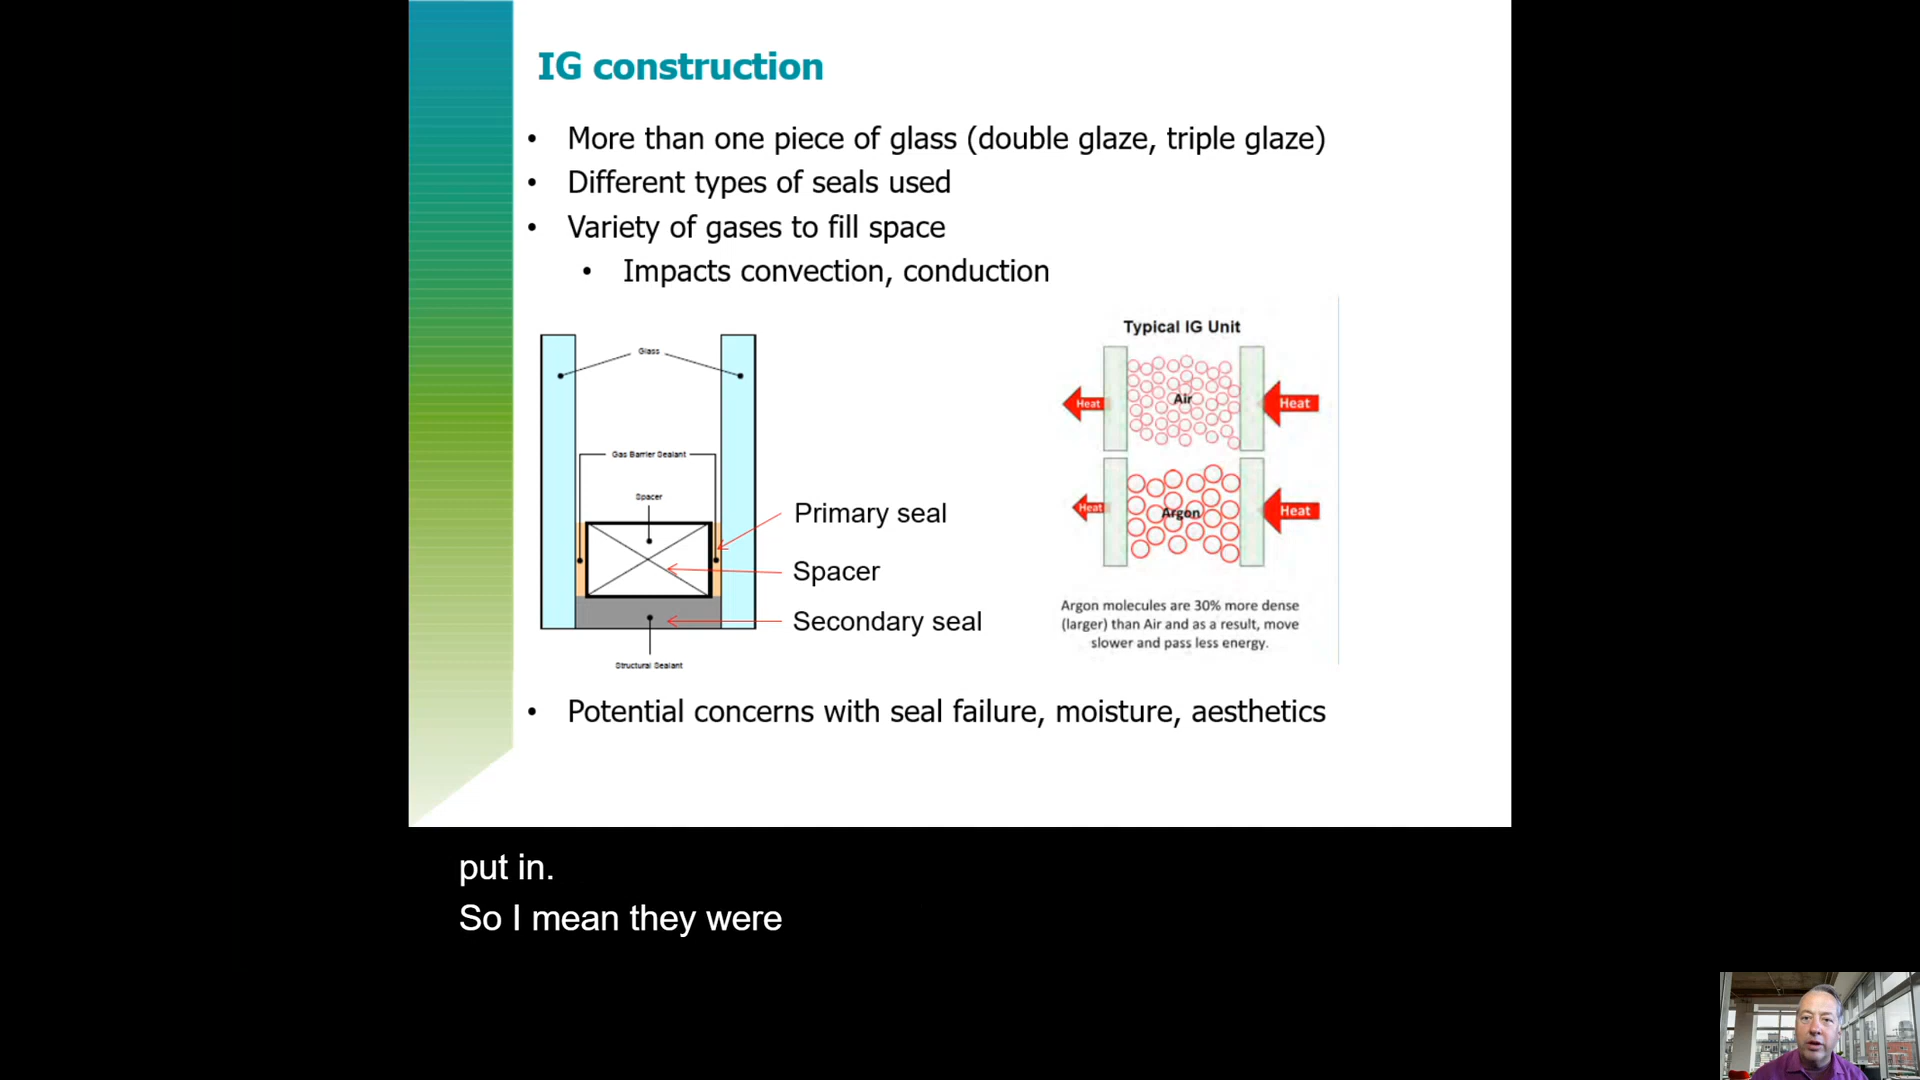 IG construction
• More than one piece of glass (double glaze, triple glaze)
• Different types of seals used
• Variety of gases to fill space
• Impacts convection, conduction
Glass
Gas Barrier Sealant
Spacer
Primary seal
Spacer
Secondary seal
Structural Sealant
Typical IG Unit
Heat
Air
Heat
Heat
Argon
Heat
Argon molecules are 30% more dense
(larger) than Air and as a result, move
slower and pass less energy.
• Potential concerns with seal failure, moisture, aesthetics
put in.
So I mean they were